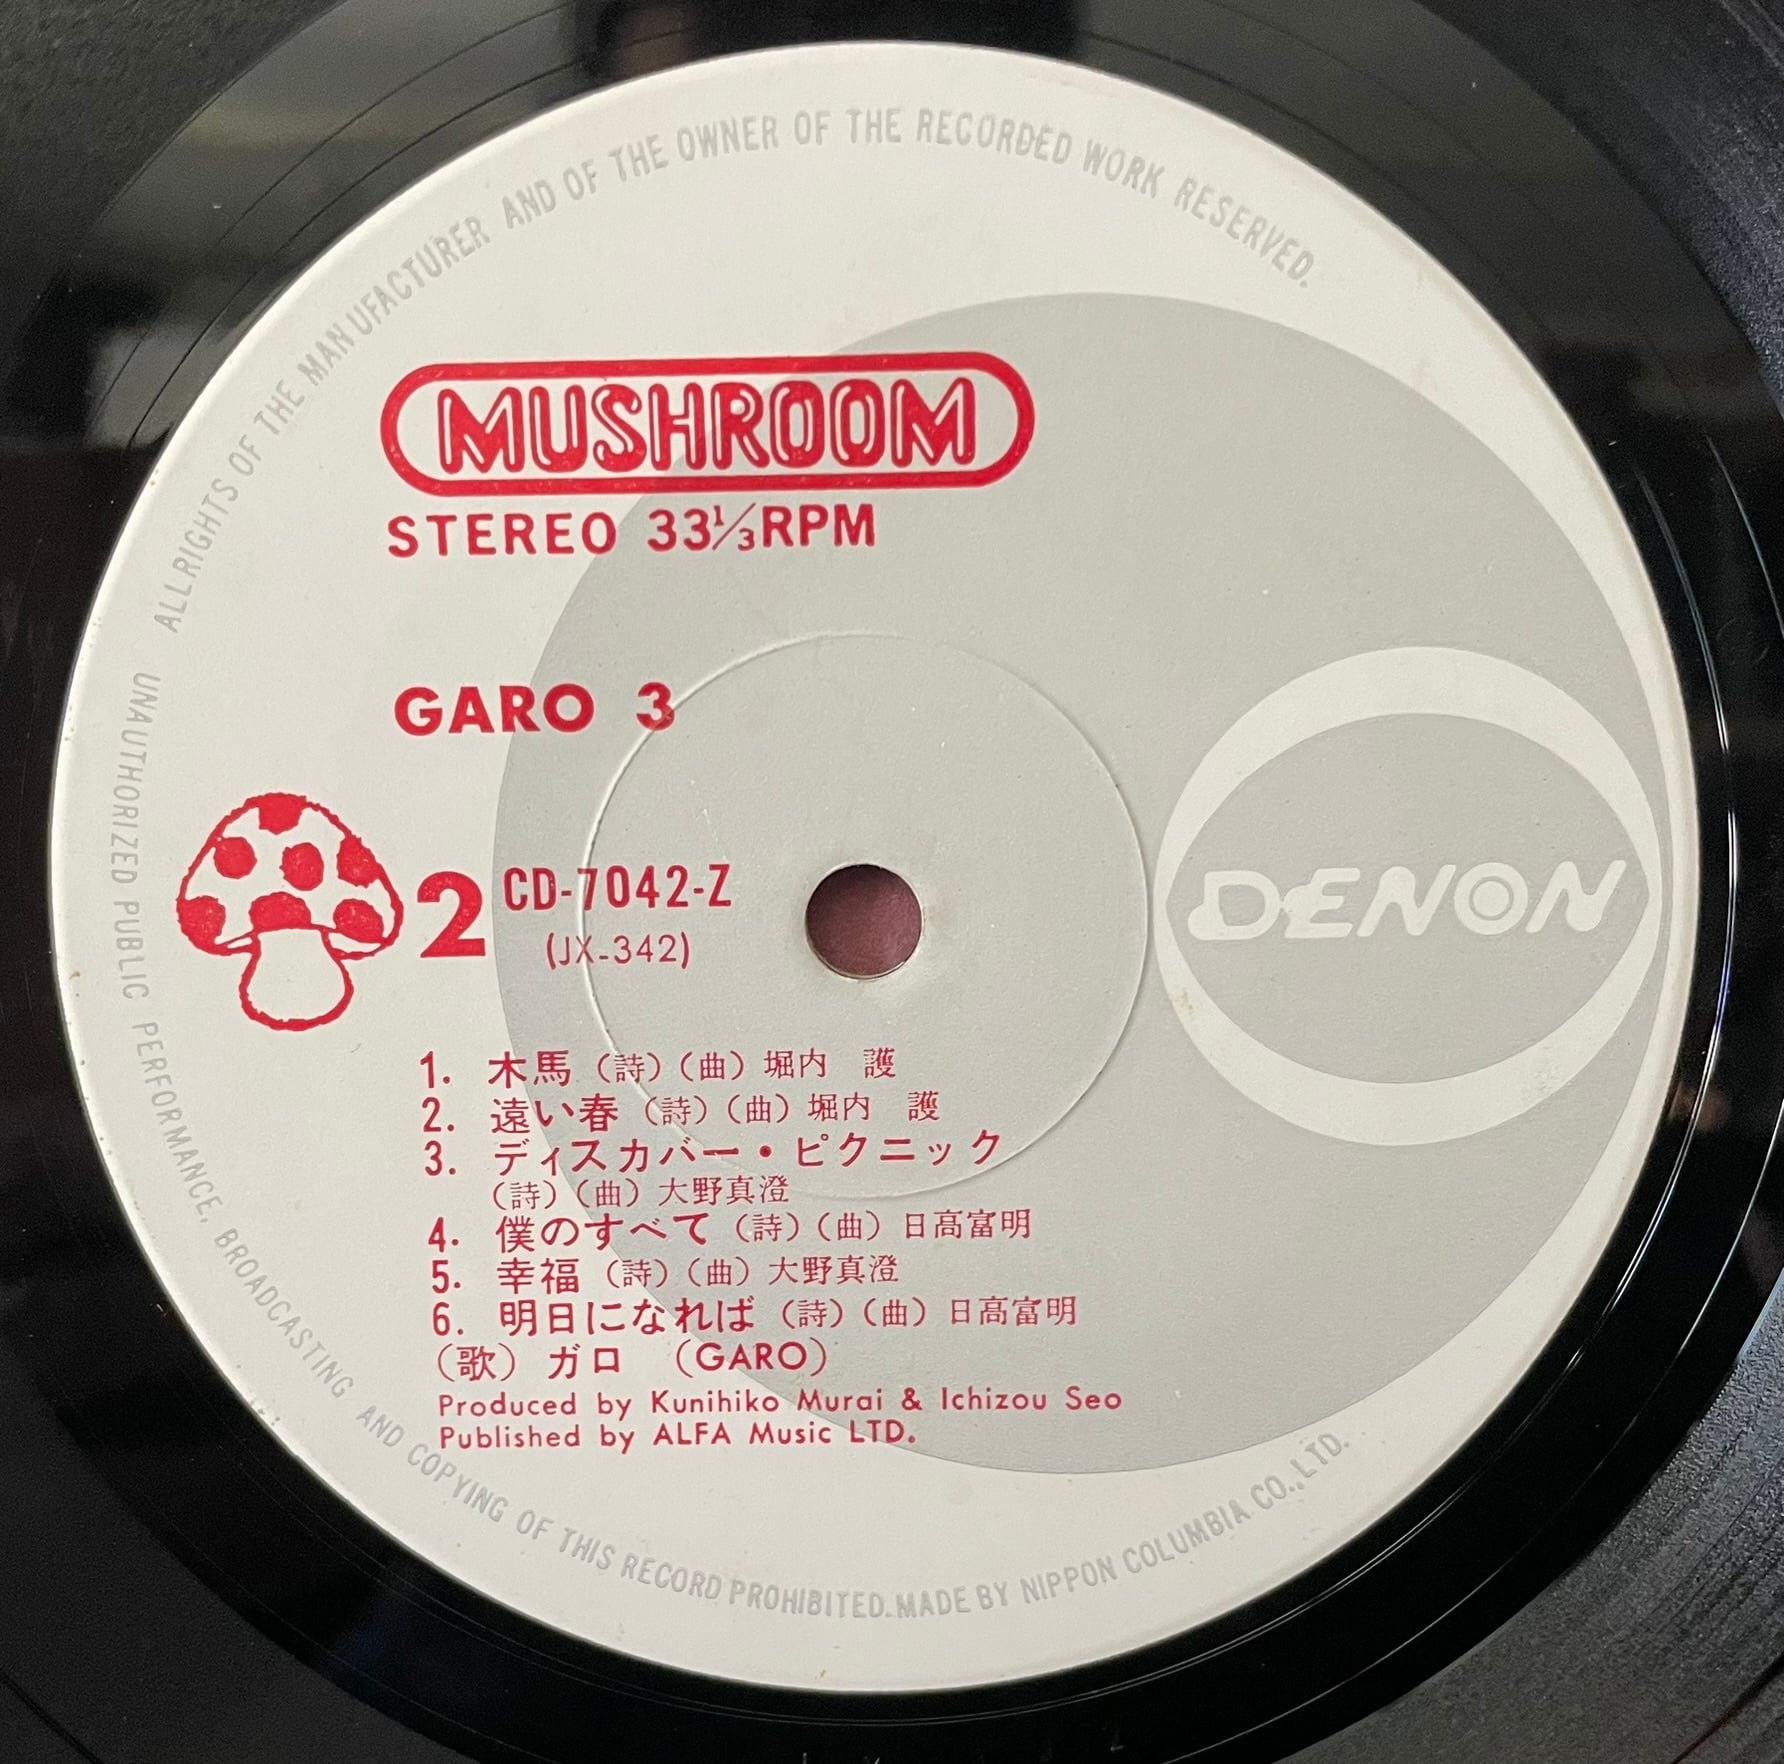 ALL RIGHTS OF THE MANUFACTURER AND OF THE OWNER OF THE RECORDED WORK RESERVED.
MUSHROOM
STEREO 33⅓RPM
GARO 3
2 CD-7042-Z
(JX-342)
DENON
1. 木馬（詩）（曲）堀内　護
2. 遠い春（詩）（曲）堀内　護
3. ディスカバー・ピクニック
（詩）（曲）大野真澄
4. 僕のすべて（詩）（曲）日高富明
5. 幸福（詩）（曲）大野真澄
6. 明日になれば（詩）（曲）日高富明
（歌）ガロ　（GARO）
Produced by Kunihiko Murai & Ichizou Seo
Published by ALFA Music LTD.
UNAUTHORIZED PUBLIC PERFORMANCE, BROADCASTING AND COPYING OF THIS RECORD PROHIBITED. MADE BY NIPPON COLUMBIA CO., LTD.